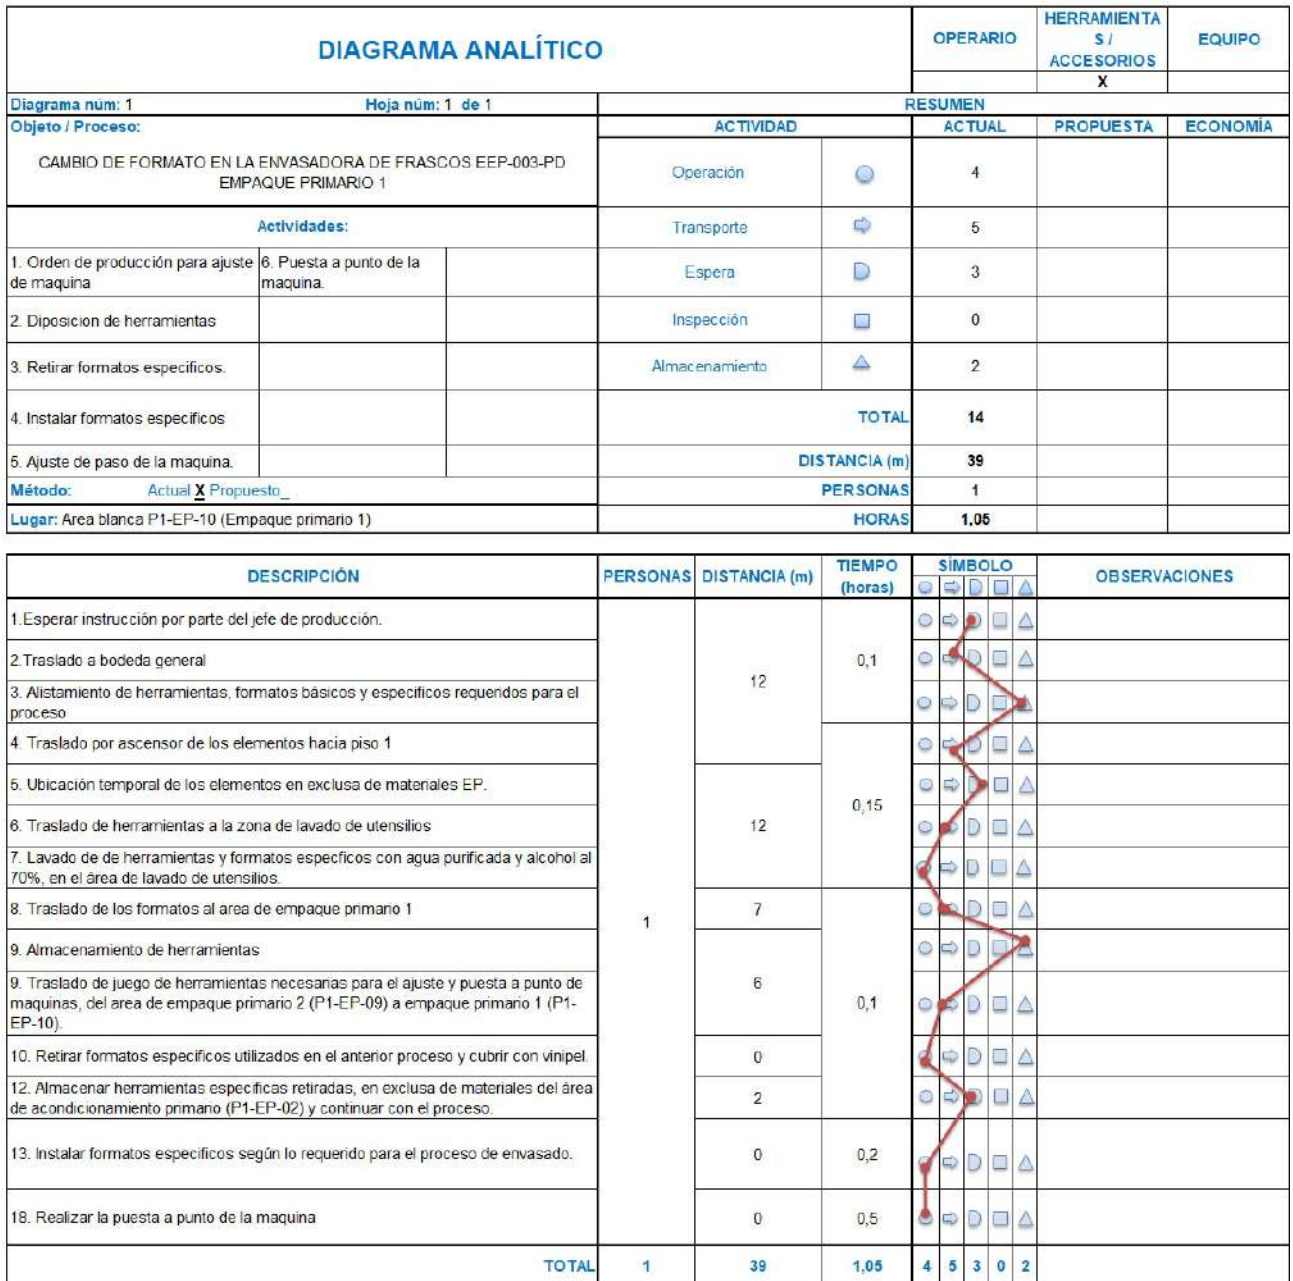 DIAGRAMA ANALÍTICO
OPERARIO
HERRAMIENTA
S /
ACCESORIOS
EQUIPO
X
Diagrama núm: 1
Hoja núm: 1 de 1
RESUMEN
Objeto / Proceso:
ACTIVIDAD
ACTUAL
PROPUESTA
ECONOMÍA
CAMBIO DE FORMATO EN LA ENVASADORA DE FRASCOS EEP-003-PD
EMPAQUE PRIMARIO 1
Operación
4
Actividades:
Transporte
5
1. Orden de producción para ajuste
de maquina
6. Puesta a punto de la
maquina.
Espera
3
2. Diposicion de herramientas
Inspección
0
3. Retirar formatos especificos.
Almacenamiento
2
4. Instalar formatos especificos
TOTAL
14
5. Ajuste de paso de la maquina.
DISTANCIA (m)
39
Método: Actual X Propuesto_
PERSONAS
1
Lugar: Area blanca P1-EP-10 (Empaque primario 1)
HORAS
1,05
DESCRIPCIÓN
PERSONAS
DISTANCIA (m)
TIEMPO
(horas)
SÍMBOLO
OBSERVACIONES
1.Esperar instrucción por parte del jefe de producción.
2.Traslado a bodeda general
0,1
12
3. Alistamiento de herramientas, formatos básicos y especificos requeridos para el
proceso
4. Traslado por ascensor de los elementos hacia piso 1
5. Ubicación temporal de los elementos en exclusa de materiales EP.
0,15
6. Traslado de herramientas a la zona de lavado de utensilios
12
7. Lavado de de herramientas y formatos especficos con agua purificada y alcohol al
70%, en el área de lavado de utensilios.
8. Traslado de los formatos al area de empaque primario 1
7
1
9. Almacenamiento de herramientas
6
9. Traslado de juego de herramientas necesarias para el ajuste y puesta a punto de
maquinas, del area de empaque primario 2 (P1-EP-09) a empaque primario 1 (P1-
EP-10).
0,1
10. Retirar formatos especificos utilizados en el anterior proceso y cubrir con vinipel.
0
12. Almacenar herramientas especificas retiradas, en exclusa de materiales del área
de acondicionamiento primario (P1-EP-02) y continuar con el proceso.
2
13. Instalar formatos especificos según lo requerido para el proceso de envasado.
0
0,2
18. Realizar la puesta a punto de la maquina
0
0,5
TOTAL
1
39
1,05
4 5 3 0 2